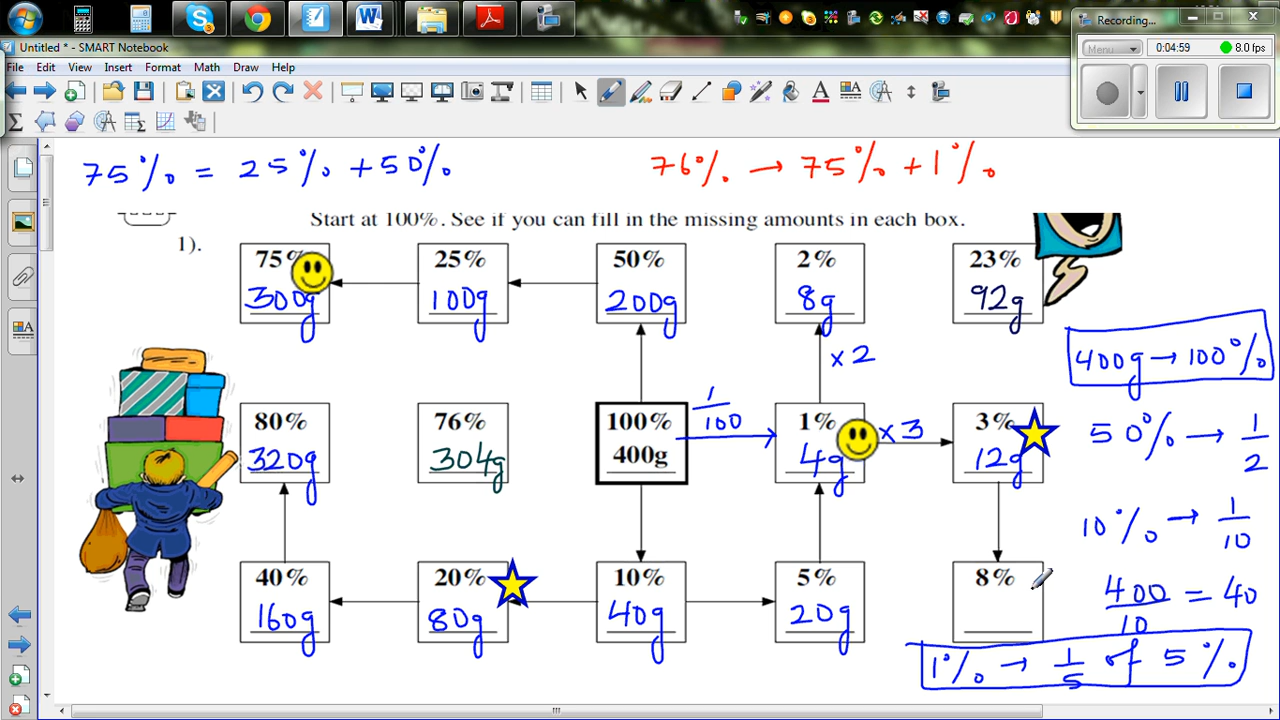 Recording...
Untitled * - SMART Notebook
Menu
0:04:59
8.0 fps
File Edit View Insert Format Math Draw Help
75% = 25% + 50%
76% → 75% + 1%
Start at 100%. See if you can fill in the missing amounts in each box.
1).
75%
300g
25%
100g
50%
200g
2%
8g
23%
92g
×2
400g → 100%
80%
320g
76%
304g
100%
400g
1/100
1%
4g
×3
3%
12g
50% → 1/2
10% → 1/10
40%
160g
20%
80g
10%
40g
5%
20g
8%
400/10 = 40
1% → 1/5 of 5%